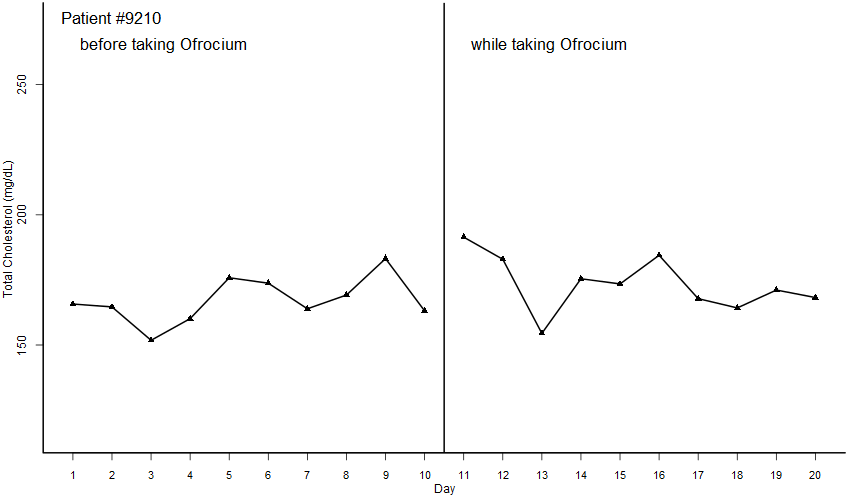 Patient #9210
before taking Ofrocium
while taking Ofrocium
Total Cholesterol (mg/dL)
250
200
150
1 2 3 4 5 6 7 8 9 10 11 12 13 14 15 16 17 18 19 20
Day